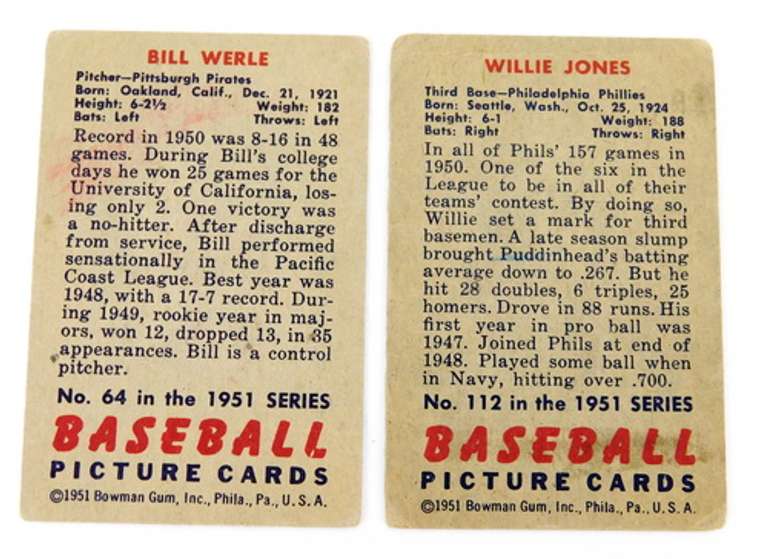 BILL WERLE
Pitcher—Pittsburgh Pirates
Born: Oakland, Calif., Dec. 21, 1921
Height: 6-2½ Weight: 182
Bats: Left Throws: Left
Record in 1950 was 8-16 in 48
games. During Bill's college
days he won 25 games for the
University of California, los-
ing only 2. One victory was
a no-hitter. After discharge
from service, Bill performed
sensationally in the Pacific
Coast League. Best year was
1948, with a 17-7 record. Dur-
ing 1949, rookie year in maj-
ors, won 12, dropped 13, in 35
appearances. Bill is a control
pitcher.
No. 64 in the 1951 SERIES
BASEBALL
PICTURE CARDS
©1951 Bowman Gum, Inc., Phila., Pa., U. S. A.
WILLIE JONES
Third Base—Philadelphia Phillies
Born: Seattle, Wash., Oct. 25, 1924
Height: 6-1 Weight: 188
Bats: Right Throws: Right
In all of Phils' 157 games in
1950. One of the six in the
League to be in all of their
teams' contest. By doing so,
Willie set a mark for third
basemen. A late season slump
brought Puddinhead's batting
average down to .267. But he
hit 28 doubles, 6 triples, 25
homers. Drove in 88 runs. His
first year in pro ball was
1947. Joined Phils at end of
1948. Played some ball when
in Navy, hitting over .700.
No. 112 in the 1951 SERIES
BASEBALL
PICTURE CARDS
©1951 Bowman Gum, Inc., Phila., Pa., U. S. A.